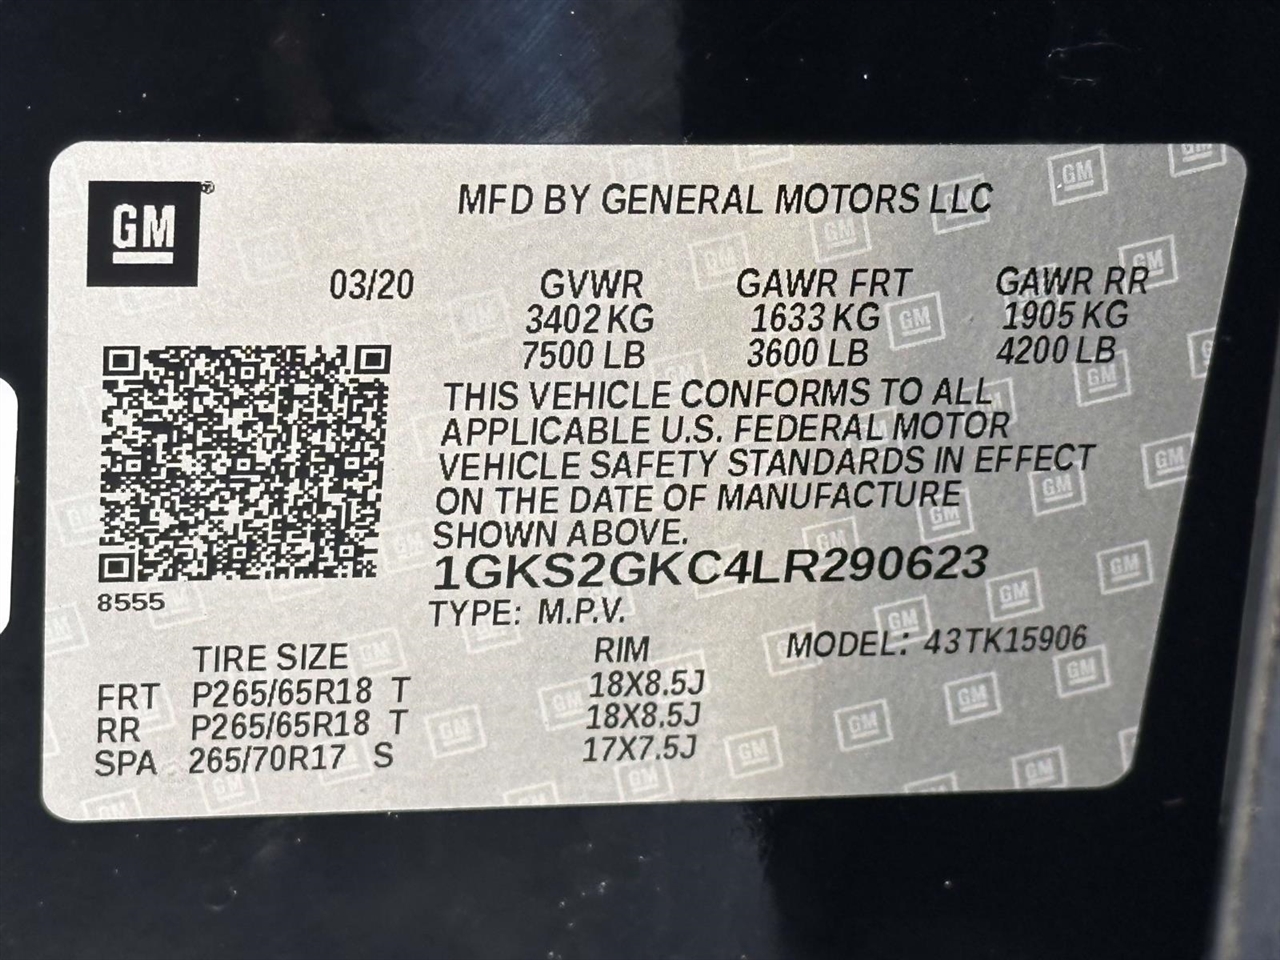 GM
MFD BY GENERAL MOTORS LLC
03/20 GVWR GAWR FRT GAWR RR
3402 KG 1633 KG 1905 KG
7500 LB 3600 LB 4200 LB
THIS VEHICLE CONFORMS TO ALL
APPLICABLE U.S. FEDERAL MOTOR
VEHICLE SAFETY STANDARDS IN EFFECT
ON THE DATE OF MANUFACTURE
SHOWN ABOVE.
1GKS2GKC4LR290623
8555
TYPE: M.P.V.
MODEL: 43TK15906
TIRE SIZE RIM
FRT P265/65R18 T 18X8.5J
RR P265/65R18 T 18X8.5J
SPA 265/70R17 S 17X7.5J